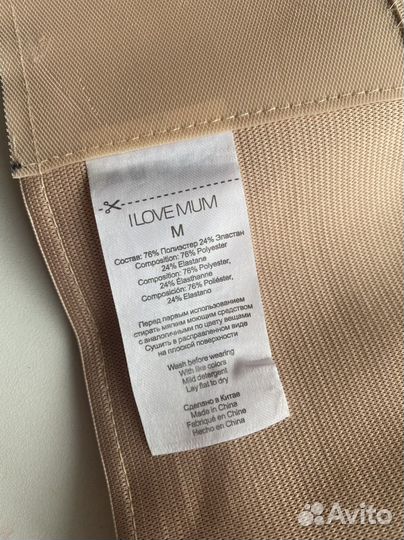 I LOVE MUM
M
Состав: 76% Полиэстер 24% Эластан
Composition: 76% Polyester
24% Elastane
Composition: 76% Polyester,
24% Élasthenne
Composición: 76% Poliéster,
24% Elastano
Перед первым использованием
стирать мягким моющим средством
с аналогичными по цвету вещами
Сушить в расправленном виде
на плоской поверхности
Wash before wearing
With like colors
Mild detergent
Lay flat to dry
Сделано в Китае
Made in China
Fabriqué en China
Hecho en China
Avito